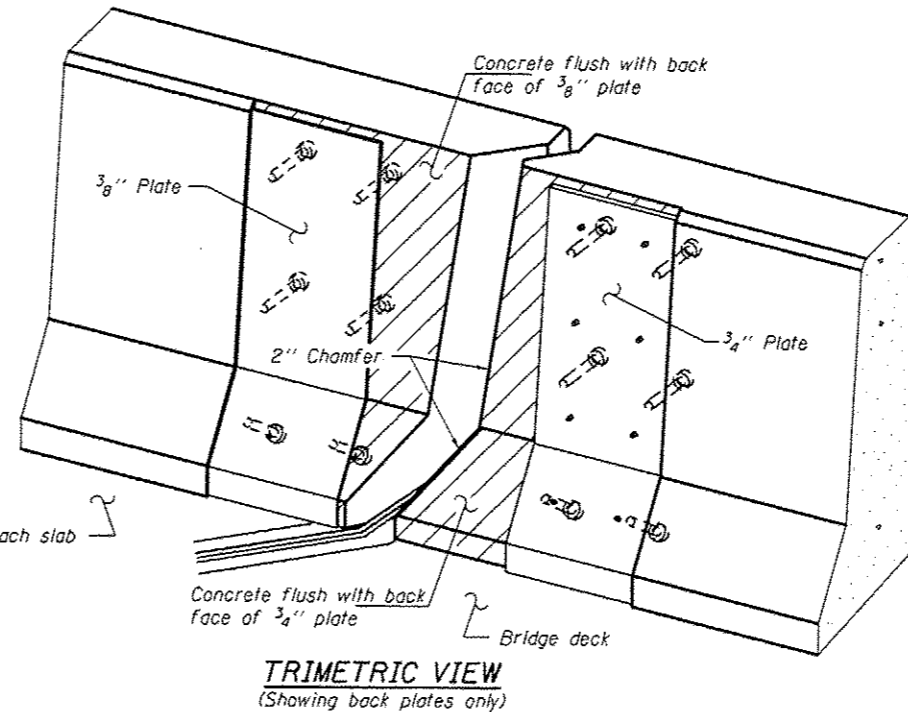 Concrete flush with back
face of 3/8" plate
3/8" Plate
3/4" Plate
2" Chamfer
ach slab
Concrete flush with back
face of 3/4" plate
Bridge deck
TRIMETRIC VIEW
(Showing back plates only)